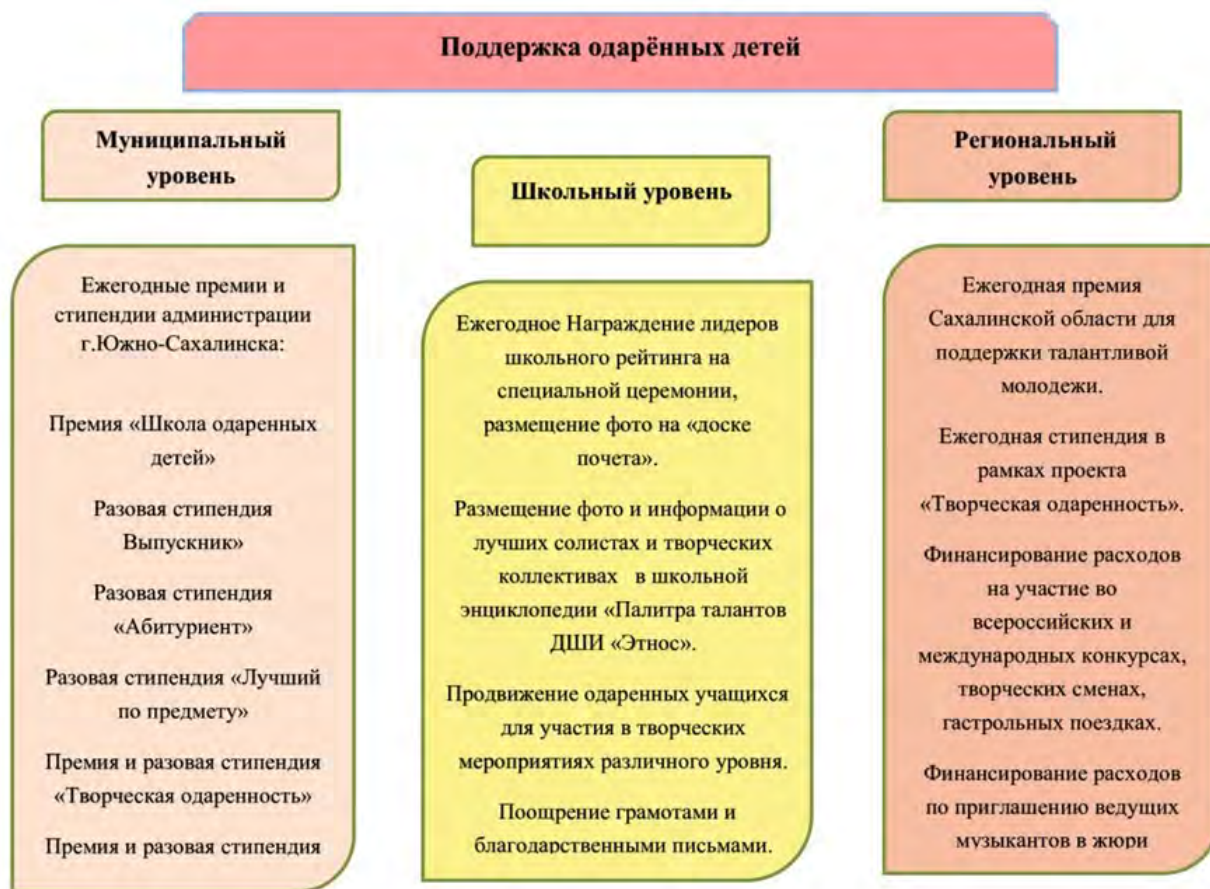 Поддержка одарённых детей
Муниципальный
уровень
Ежегодные премии и
стипендии администрации
г.Южно-Сахалинска:
Премия «Школа одаренных
детей»
Разовая стипендия
Выпускник»
Разовая стипендия
«Абитуриент»
Разовая стипендия «Лучший
по предмету»
Премия и разовая стипендия
«Творческая одаренность»
Премия и разовая стипендия
Школьный уровень
Ежегодное Награждение лидеров
школьного рейтинга на
специальной церемонии,
размещение фото на «доске
почета».
Размещение фото и информации о
лучших солистах и творческих
коллективах в школьной
энциклопедии «Палитра талантов
ДШИ «Этнос».
Продвижение одаренных учащихся
для участия в творческих
мероприятиях различного уровня.
Поощрение грамотами и
благодарственными письмами.
Региональный
уровень
Ежегодная премия
Сахалинской области для
поддержки талантливой
молодежи.
Ежегодная стипендия в
рамках проекта
«Творческая одаренность».
Финансирование расходов
на участие во
всероссийских и
международных конкурсах,
творческих сменах,
гастрольных поездках.
Финансирование расходов
по приглашению ведущих
музыкантов в жюри